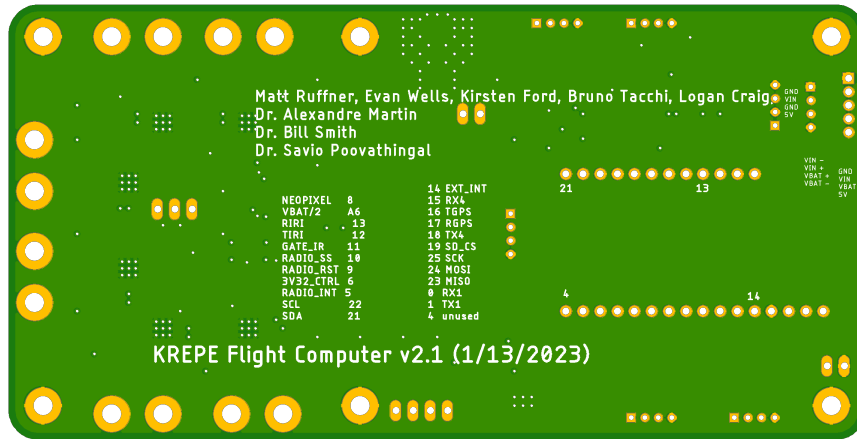 Matt Ruffner, Evan Wells, Kirsten Ford, Bruno Tacchi, Logan Craig,
Dr. Alexandre Martin
Dr. Bill Smith
Dr. Savio Poovathingal
GND
VIN
GND
5V
VIN -
VIN +
VBAT +
VBAT -
GND
VIN
VBAT
5V
21 13
14 EXT_INT
NEOPIXEL 8 15 RX4
VBAT/2 A6 16 TGPS
RIRI 13 17 RGPS
TIRI 12 18 TX4
GATE_IR 11 19 SD_CS
RADIO_SS 10 25 SCK
RADIO_RST 9 24 MOSI
3V32_CTRL 6 23 MISO
RADIO_INT 5 0 RX1
SCL 22 1 TX1
SDA 21 4 unused
4 14
KREPE Flight Computer v2.1 (1/13/2023)